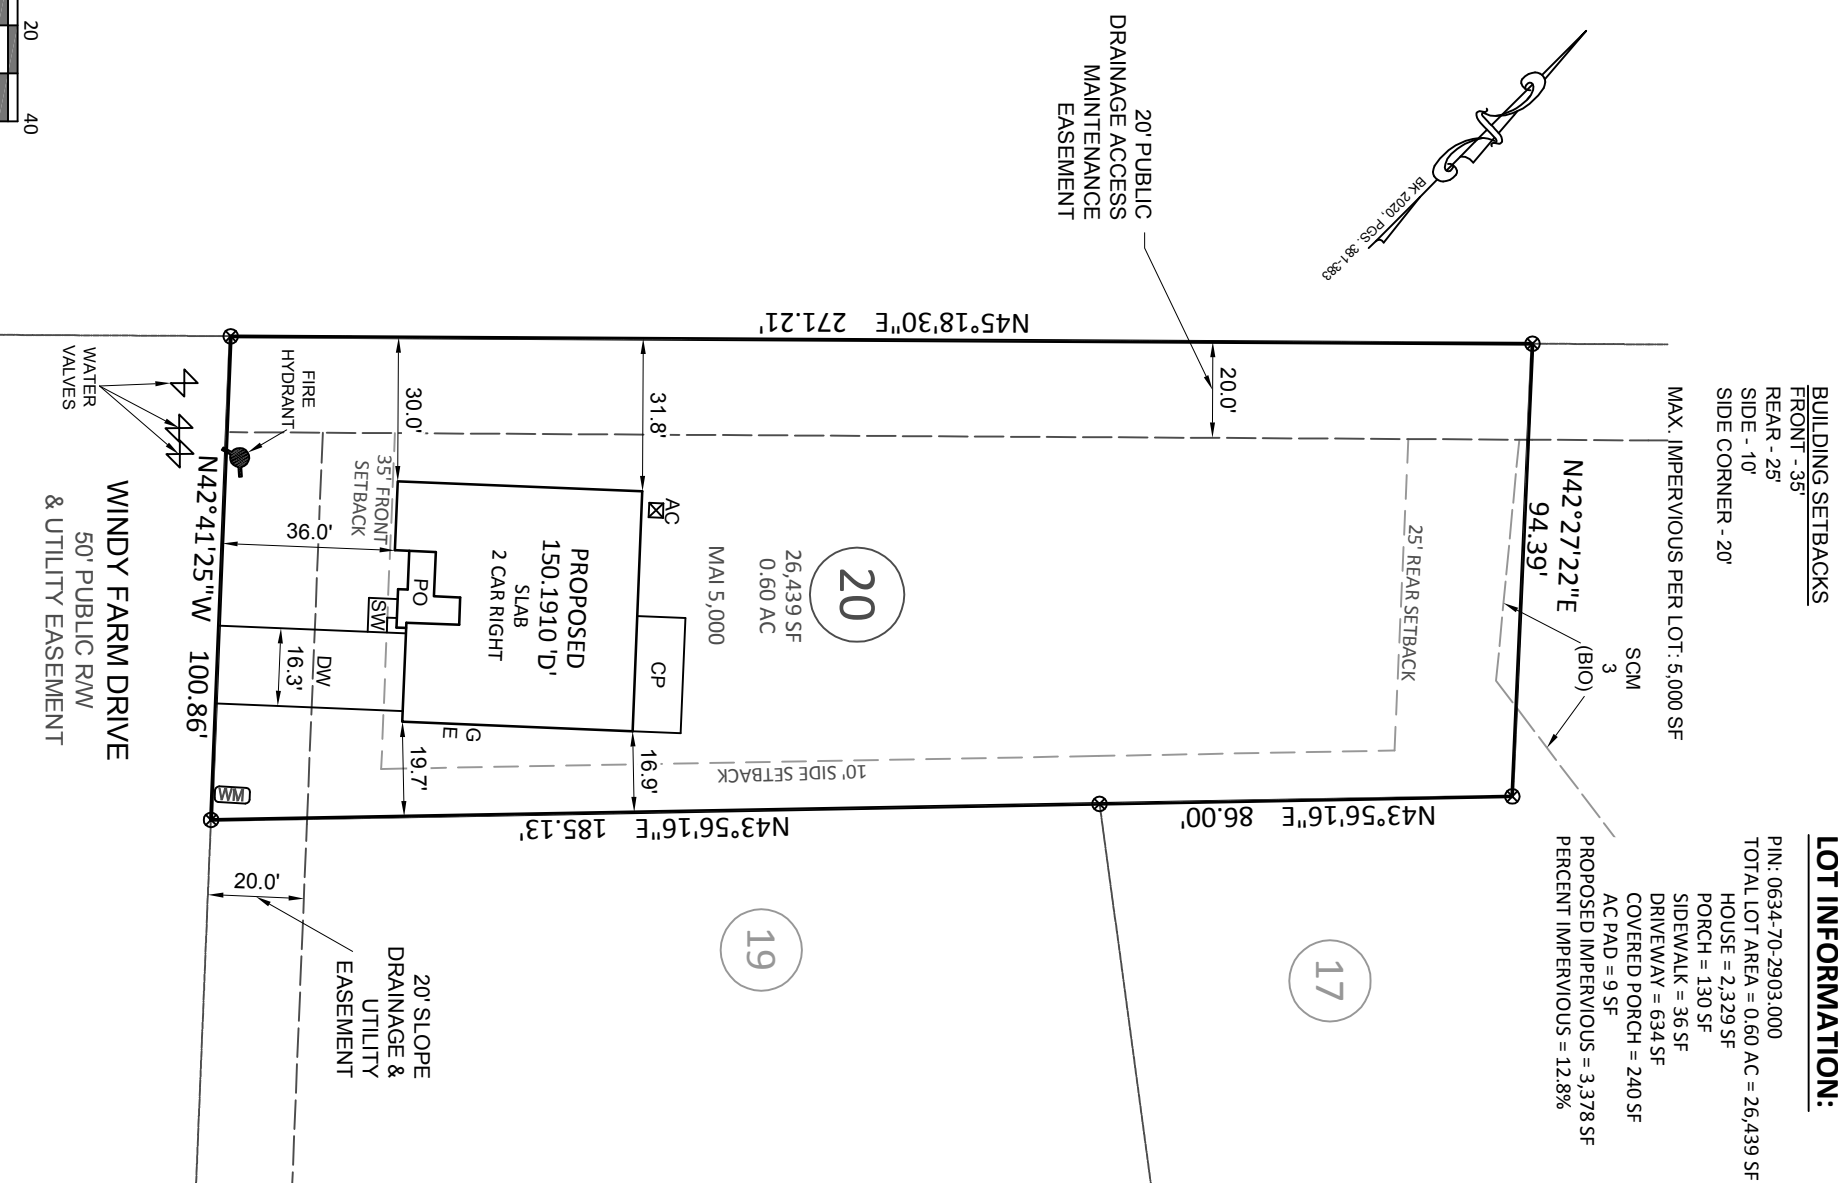 BUILDING SETBACKS
FRONT - 35'
REAR - 25'
SIDE - 10'
SIDE CORNER - 20'
MAX. IMPERVIOUS PER LOT: 5,000 SF
LOT INFORMATION:
PIN: 0634-70-2903.000
TOTAL LOT AREA = 0.60 AC = 26,439 SF
HOUSE = 2,329 SF
PORCH = 130 SF
SIDEWALK = 36 SF
DRIVEWAY = 634 SF
COVERED PORCH = 240 SF
AC PAD = 9 SF
PROPOSED IMPERVIOUS = 3,378 SF
PERCENT IMPERVIOUS = 12.8%
BK 2020, PGS. 381-383
20' PUBLIC
DRAINAGE ACCESS
MAINTENANCE
EASEMENT
SCM
3
(BIO)
N42°27'22"E
94.39'
25' REAR SETBACK
20.0'
N45°18'30"E 271.21'
N43°56'16"E 86.00'
17
20
26,439 SF
0.60 AC
MAI 5,000
19
10' SIDE SETBACK
N43°56'16"E 185.13'
31.8'
AC
CP
16.9'
PROPOSED
150.1910 'D'
SLAB
2 CAR RIGHT
G
E
30.0'
35' FRONT
SETBACK
PO
SW
19.7'
36.0'
DW
16.3'
FIRE
HYDRANT
WM
20.0'
20' SLOPE
DRAINAGE &
UTILITY
EASEMENT
N42°41'25"W 100.86'
WATER
VALVES
WINDY FARM DRIVE
50' PUBLIC R/W
& UTILITY EASEMENT
20
40